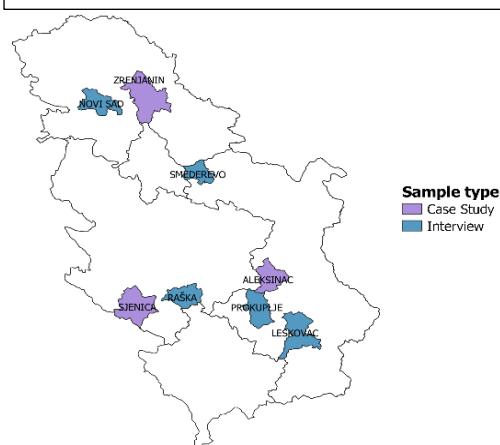 ZRENJANIN
NOVI SAD
SMEDEREVO
Sample type
Case Study
Interview
ALEKSINAC
SJENICA
RAŠKA
PROKUPLJE
LESKOVAC